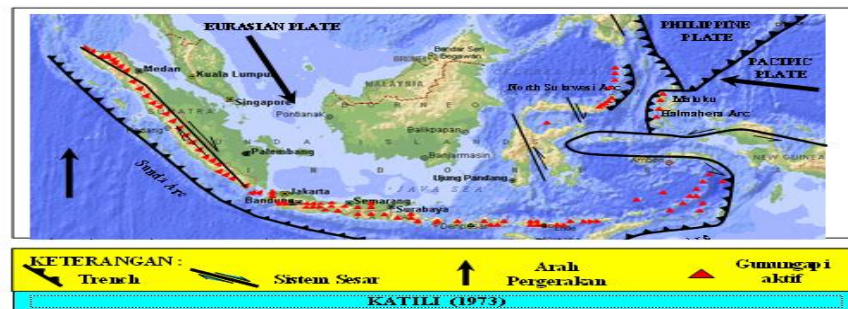 EURASIAN PLATE
PHILIPPINE
PLATE
PACIFIC
PLATE
Medan
Kuala Lumpur
Singapore
Pontianak
MALAYSIA
Bandar Seri
Begawan
BORNEO
North Sulawesi Arc
Maluku
Halmahera Arc
Balikpapan
Banjarmasin
Palembang
Ujung Pandang
NEW GUINEA
Sunda Arc
JAVA SEA
Jakarta
Bandung
Semarang
Surabaya
KETERANGAN :
Trench
Sistem Sesar
Arah
Pergerakan
Gunungapi
aktif
KATILI (1973)